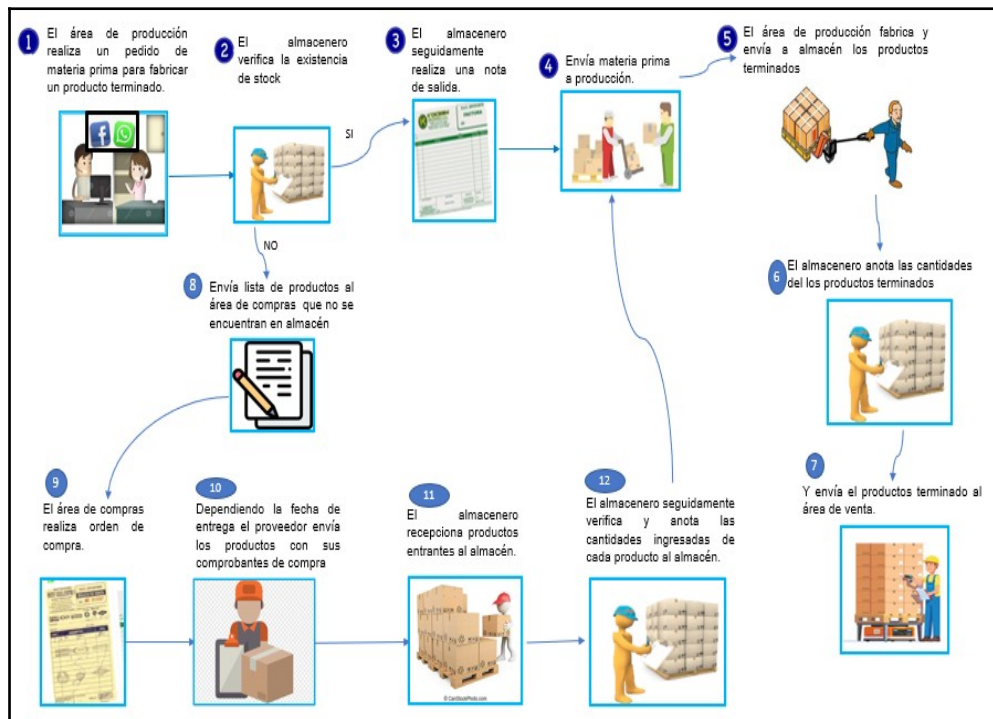 1
El área de producción
realiza un pedido de
materia prima para fabricar
un producto terminado.
2
El almacenero
verifica la existencia
de stock
SI
NO
3
El almacenero
seguidamente
realiza una nota
de salida.
FACTURA
4
Envía materia prima
a producción.
5
El área de producción fabrica y
envía a almacén los productos
terminados
6
El almacenero anota las cantidades
del los productos terminados
7
Y envía el productos terminado al
área de venta.
8
Envía lista de productos al
área de compras que no se
encuentran en almacén
9
El área de compras
realiza orden de
compra.
10
Dependiendo la fecha de
entrega el proveedor envía
los productos con sus
comprobantes de compra
11
El almacenero
recepciona productos
entrantes al almacén.
© CanStockPhoto.com
12
El almacenero seguidamente
verifica y anota las
cantidades ingresadas de
cada producto al almacén.